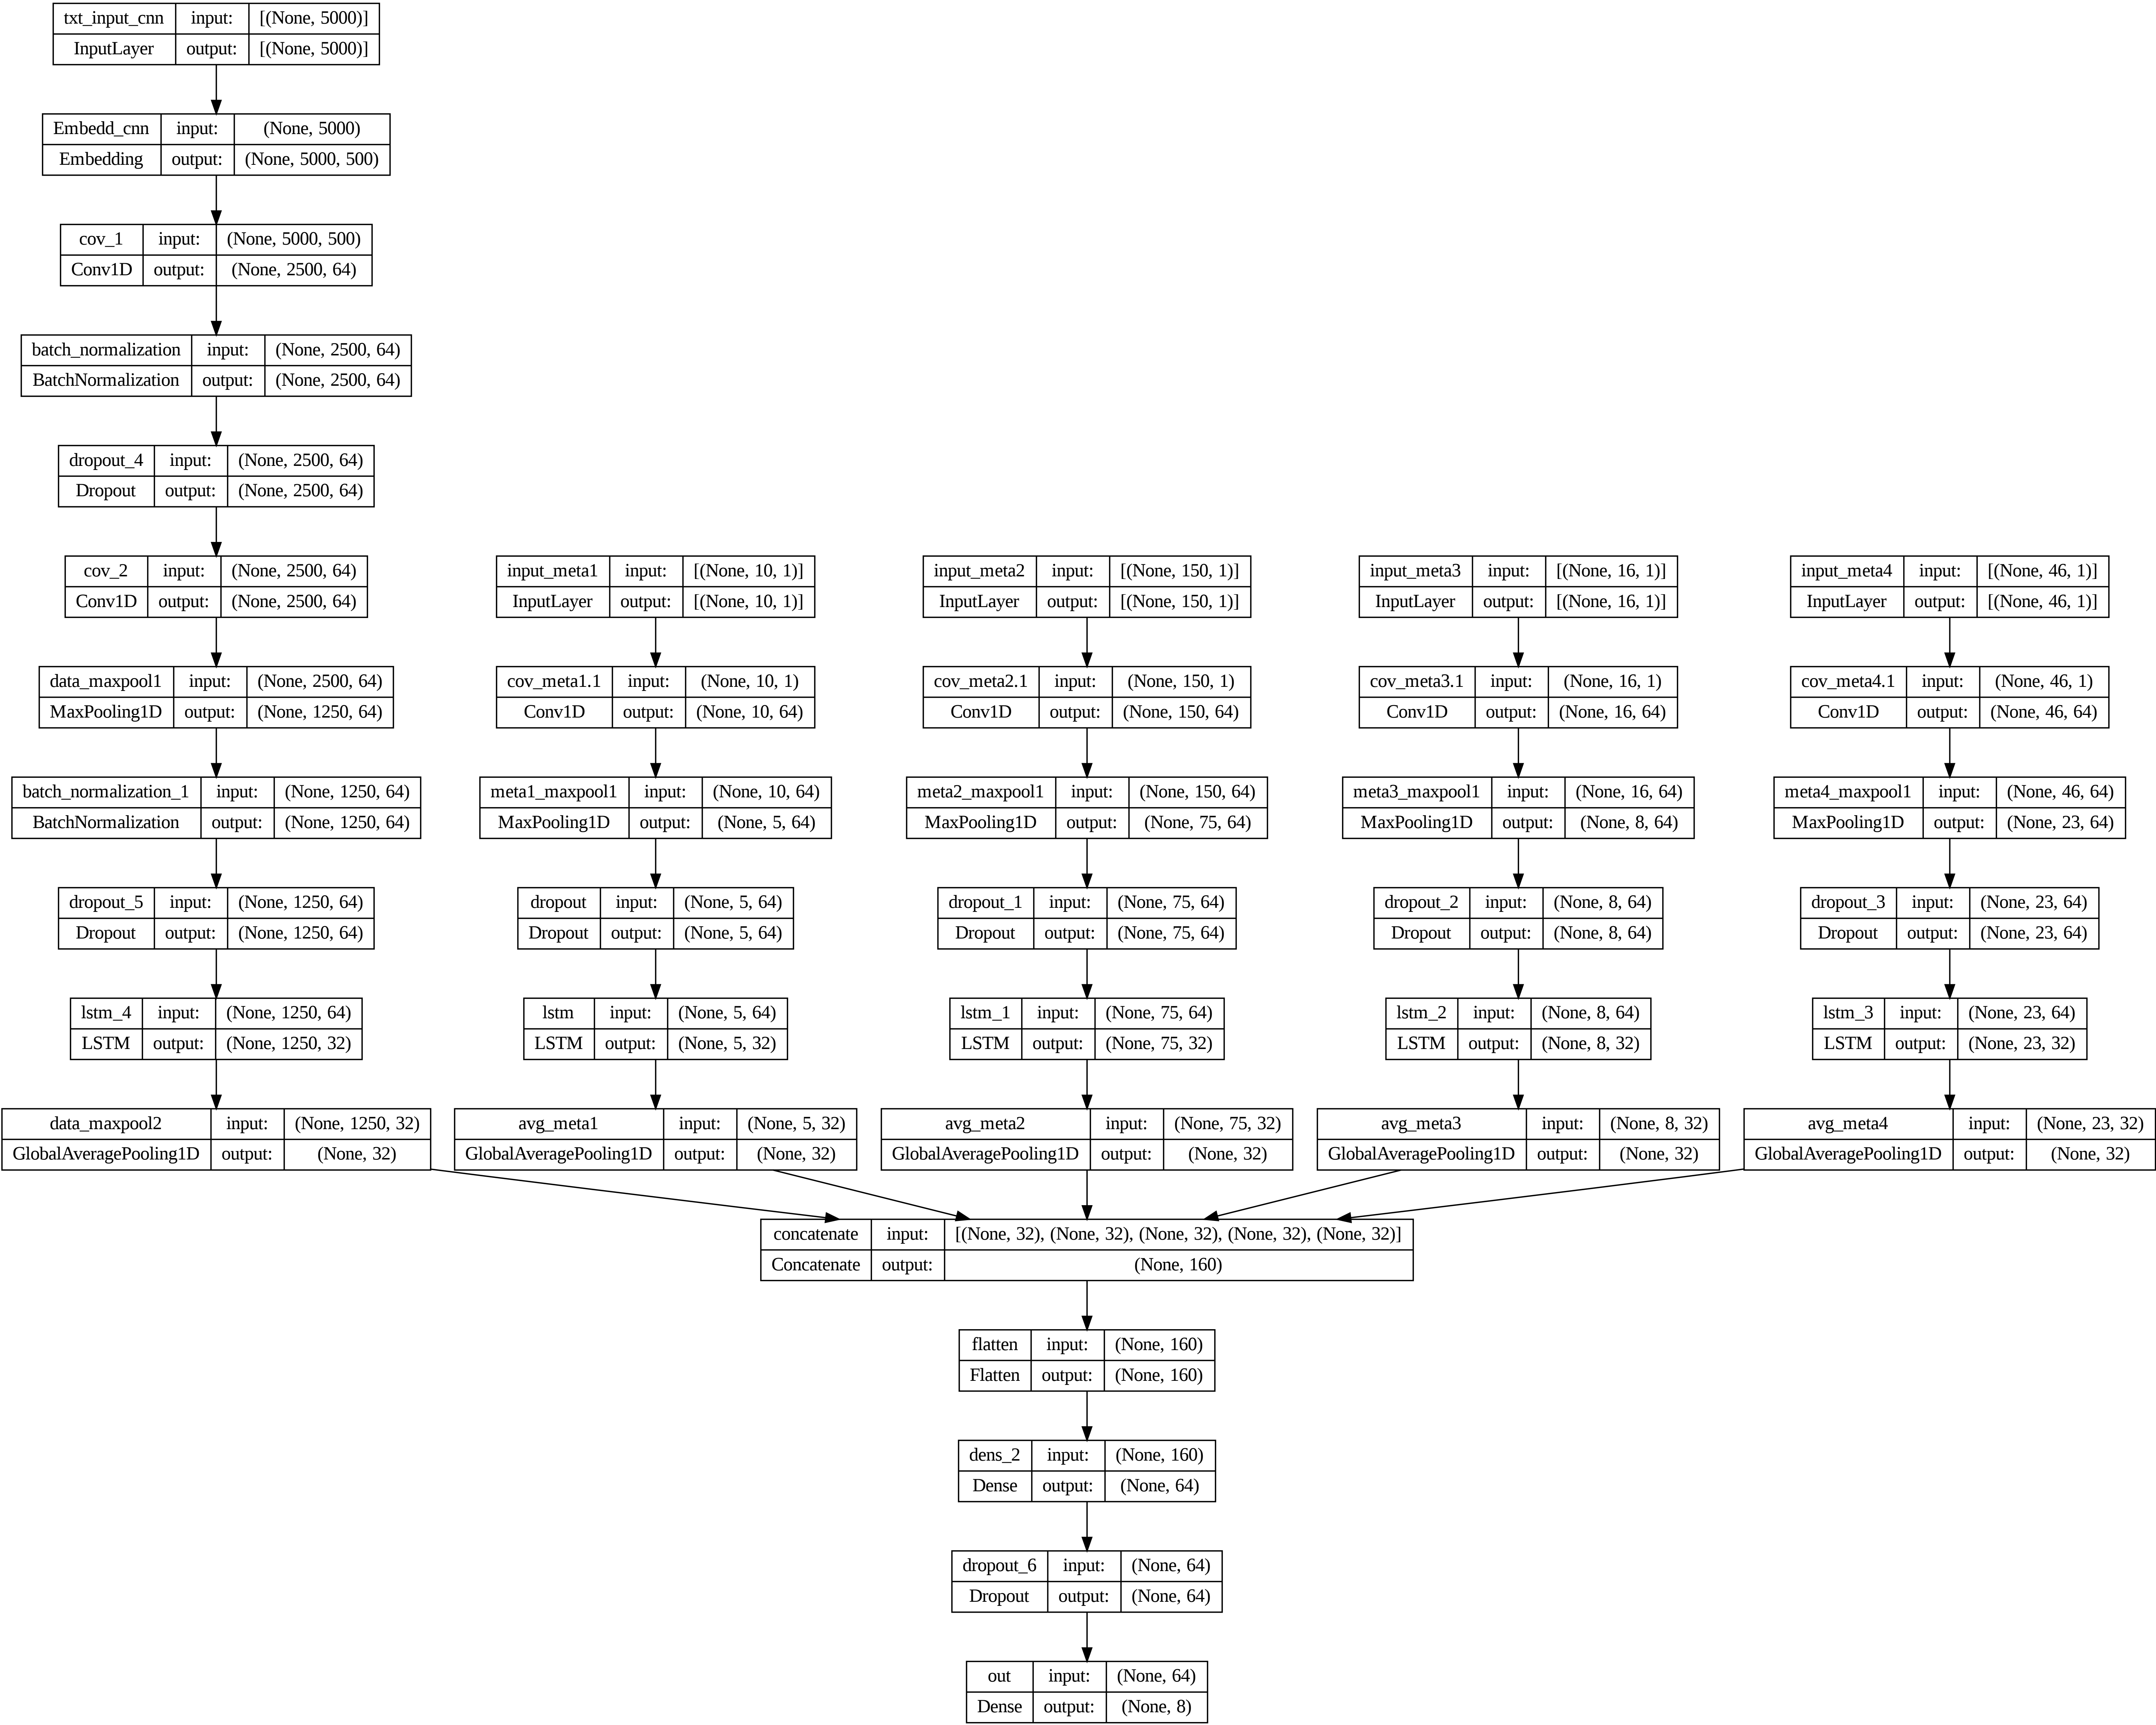 txt_input_cnn input: [(None, 5000)]
InputLayer output: [(None, 5000)]
Embedd_cnn input: (None, 5000)
Embedding output: (None, 5000, 500)
cov_1 input: (None, 5000, 500)
Conv1D output: (None, 2500, 64)
batch_normalization input: (None, 2500, 64)
BatchNormalization output: (None, 2500, 64)
dropout_4 input: (None, 2500, 64)
Dropout output: (None, 2500, 64)
cov_2 input: (None, 2500, 64)
Conv1D output: (None, 2500, 64)
data_maxpool1 input: (None, 2500, 64)
MaxPooling1D output: (None, 1250, 64)
batch_normalization_1 input: (None, 1250, 64)
BatchNormalization output: (None, 1250, 64)
dropout_5 input: (None, 1250, 64)
Dropout output: (None, 1250, 64)
lstm_4 input: (None, 1250, 64)
LSTM output: (None, 1250, 32)
data_maxpool2 input: (None, 1250, 32)
GlobalAveragePooling1D output: (None, 32)
input_meta1 input: [(None, 10, 1)]
InputLayer output: [(None, 10, 1)]
cov_meta1.1 input: (None, 10, 1)
Conv1D output: (None, 10, 64)
meta1_maxpool1 input: (None, 10, 64)
MaxPooling1D output: (None, 5, 64)
dropout input: (None, 5, 64)
Dropout output: (None, 5, 64)
lstm input: (None, 5, 64)
LSTM output: (None, 5, 32)
avg_meta1 input: (None, 5, 32)
GlobalAveragePooling1D output: (None, 32)
input_meta2 input: [(None, 150, 1)]
InputLayer output: [(None, 150, 1)]
cov_meta2.1 input: (None, 150, 1)
Conv1D output: (None, 150, 64)
meta2_maxpool1 input: (None, 150, 64)
MaxPooling1D output: (None, 75, 64)
dropout_1 input: (None, 75, 64)
Dropout output: (None, 75, 64)
lstm_1 input: (None, 75, 64)
LSTM output: (None, 75, 32)
avg_meta2 input: (None, 75, 32)
GlobalAveragePooling1D output: (None, 32)
input_meta3 input: [(None, 16, 1)]
InputLayer output: [(None, 16, 1)]
cov_meta3.1 input: (None, 16, 1)
Conv1D output: (None, 16, 64)
meta3_maxpool1 input: (None, 16, 64)
MaxPooling1D output: (None, 8, 64)
dropout_2 input: (None, 8, 64)
Dropout output: (None, 8, 64)
lstm_2 input: (None, 8, 64)
LSTM output: (None, 8, 32)
avg_meta3 input: (None, 8, 32)
GlobalAveragePooling1D output: (None, 32)
input_meta4 input: [(None, 46, 1)]
InputLayer output: [(None, 46, 1)]
cov_meta4.1 input: (None, 46, 1)
Conv1D output: (None, 46, 64)
meta4_maxpool1 input: (None, 46, 64)
MaxPooling1D output: (None, 23, 64)
dropout_3 input: (None, 23, 64)
Dropout output: (None, 23, 64)
lstm_3 input: (None, 23, 64)
LSTM output: (None, 23, 32)
avg_meta4 input: (None, 23, 32)
GlobalAveragePooling1D output: (None, 32)
concatenate input: [(None, 32), (None, 32), (None, 32), (None, 32), (None, 32)]
Concatenate output: (None, 160)
flatten input: (None, 160)
Flatten output: (None, 160)
dens_2 input: (None, 160)
Dense output: (None, 64)
dropout_6 input: (None, 64)
Dropout output: (None, 64)
out input: (None, 64)
Dense output: (None, 8)